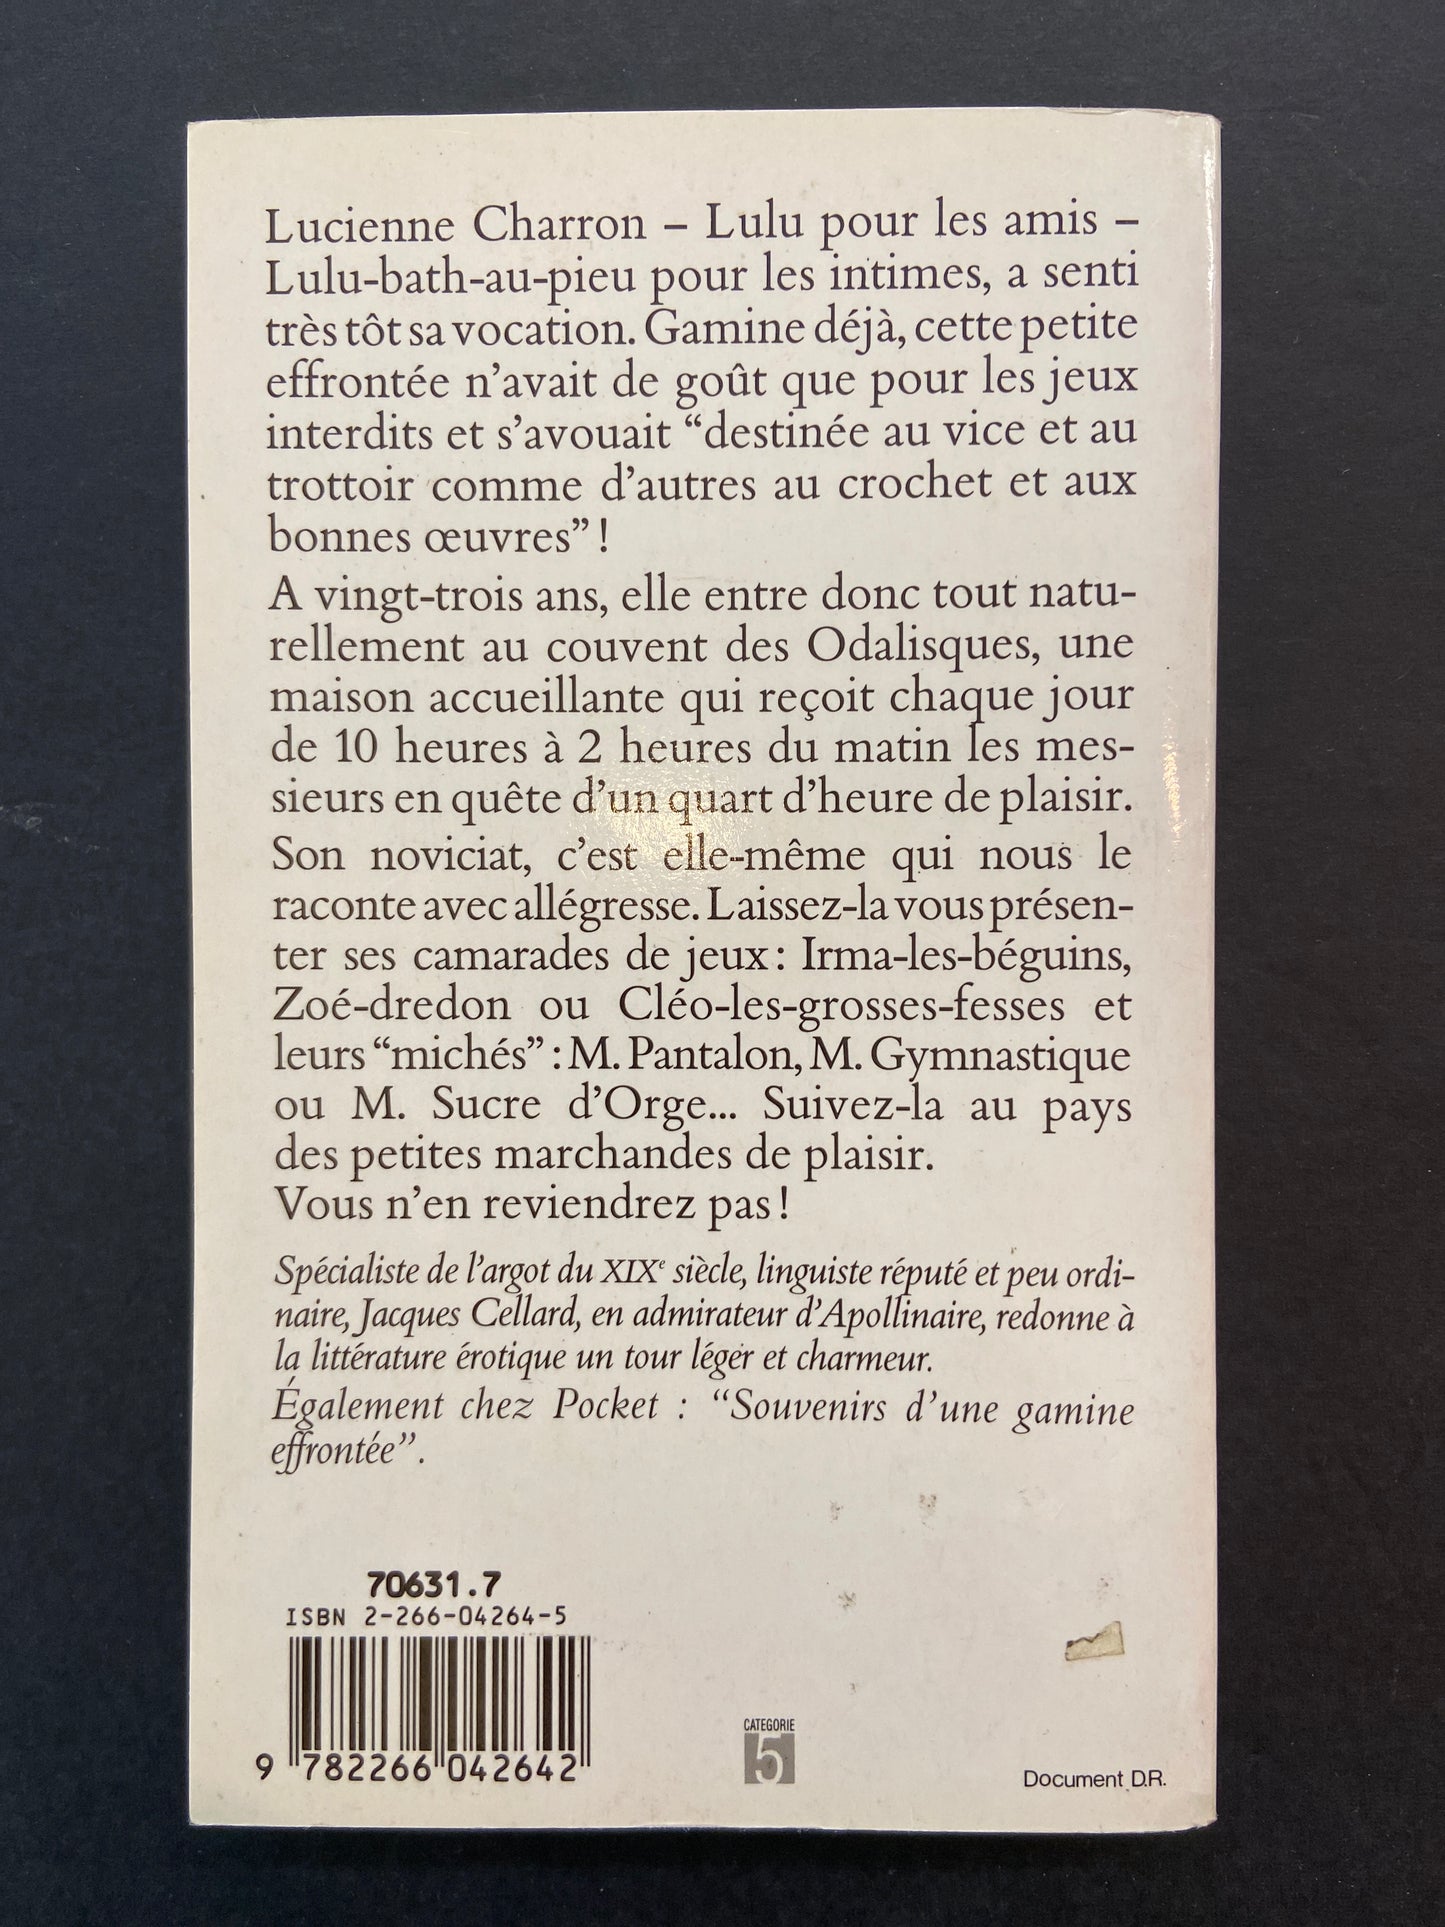 Lucienne Charron – Lulu pour les amis –
Lulu-bath-au-pieu pour les intimes, a senti
très tôt sa vocation. Gamine déjà, cette petite
effrontée n’avait de goût que pour les jeux
interdits et s’avouait “destinée au vice et au
trottoir comme d’autres au crochet et aux
bonnes œuvres” !
A vingt-trois ans, elle entre donc tout natu-
rellement au couvent des Odalisques, une
maison accueillante qui reçoit chaque jour
de 10 heures à 2 heures du matin les mes-
sieurs en quête d’un quart d’heure de plaisir.
Son noviciat, c’est elle-même qui nous le
raconte avec allégresse. Laissez-la vous présen-
ter ses camarades de jeux : Irma-les-béguins,
Zoé-dredon ou Cléo-les-grosses-fesses et
leurs “michés” : M. Pantalon, M. Gymnastique
ou M. Sucre d’Orge... Suivez-la au pays
des petites marchandes de plaisir.
Vous n’en reviendrez pas !
Spécialiste de l’argot du XIXe siècle, linguiste réputé et peu ordi-
naire, Jacques Cellard, en admirateur d’Apollinaire, redonne à
la littérature érotique un tour léger et charmeur.
Également chez Pocket : “Souvenirs d’une gamine
effrontée”.
70631.7
ISBN 2-266-04264-5
9 782266 042642
CATEGORIE
5
Document D.R.